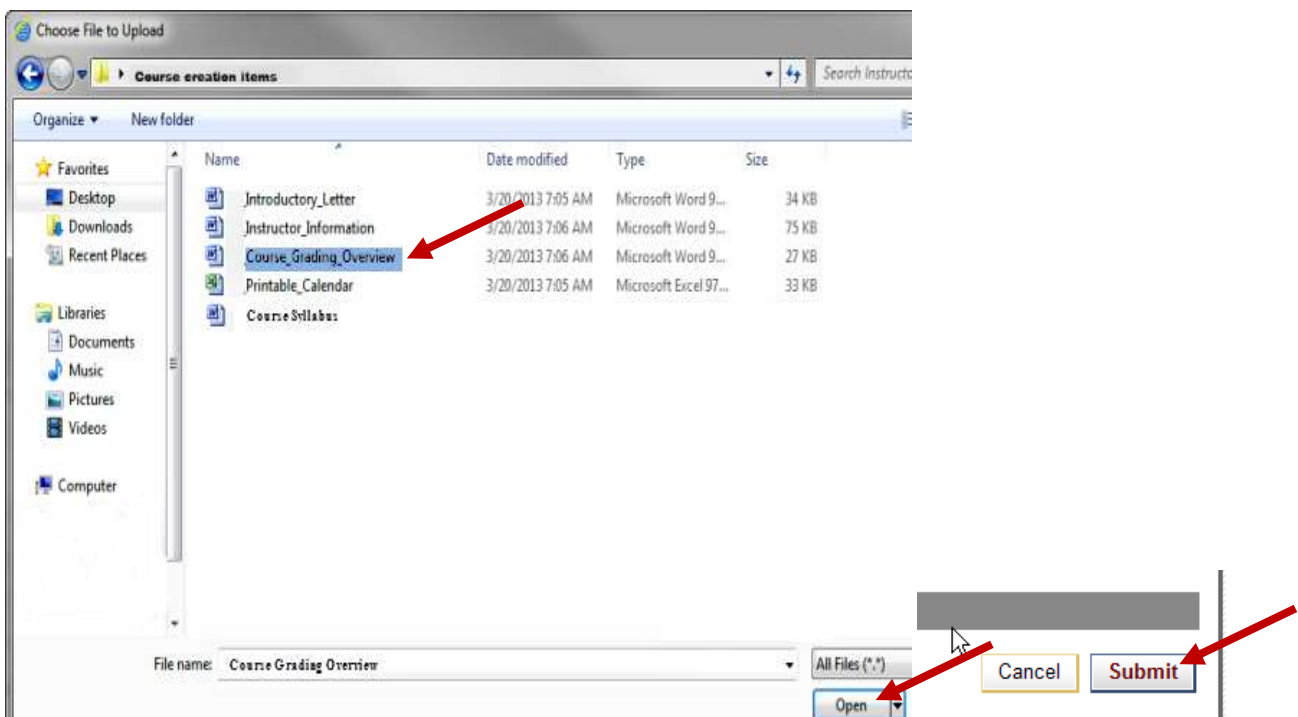 Choose File to Upload
Course creation items
Search Instructo
Organize
New folder
Name Date modified Type Size
Favorites
Desktop
Downloads
Recent Places
Libraries
Documents
Music
Pictures
Videos
Computer
_Introductory_Letter 3/20/2013 7:05 AM Microsoft Word 9... 34 KB
_Instructor_Information 3/20/2013 7:06 AM Microsoft Word 9... 75 KB
_Course_Grading_Overview 3/20/2013 7:06 AM Microsoft Word 9... 27 KB
_Printable_Calendar 3/20/2013 7:05 AM Microsoft Excel 97... 33 KB
Course Syllabus
File name: Course Grading Overview
All Files (*.*)
Open
Cancel
Submit